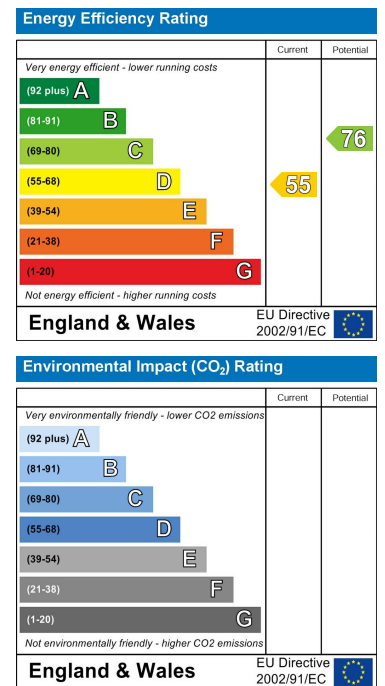 Energy Efficiency Rating
Current Potential
Very energy efficient - lower running costs
(92 plus) A
(81-91) B
(69-80) C
76
(55-68) D
55
(39-54) E
(21-38) F
(1-20) G
Not energy efficient - higher running costs
England & Wales
EU Directive
2002/91/EC
Environmental Impact (CO₂) Rating
Current Potential
Very environmentally friendly - lower CO2 emissions
(92 plus) A
(81-91) B
(69-80) C
(55-68) D
(39-54) E
(21-38) F
(1-20) G
Not environmentally friendly - higher CO2 emissions
England & Wales
EU Directive
2002/91/EC